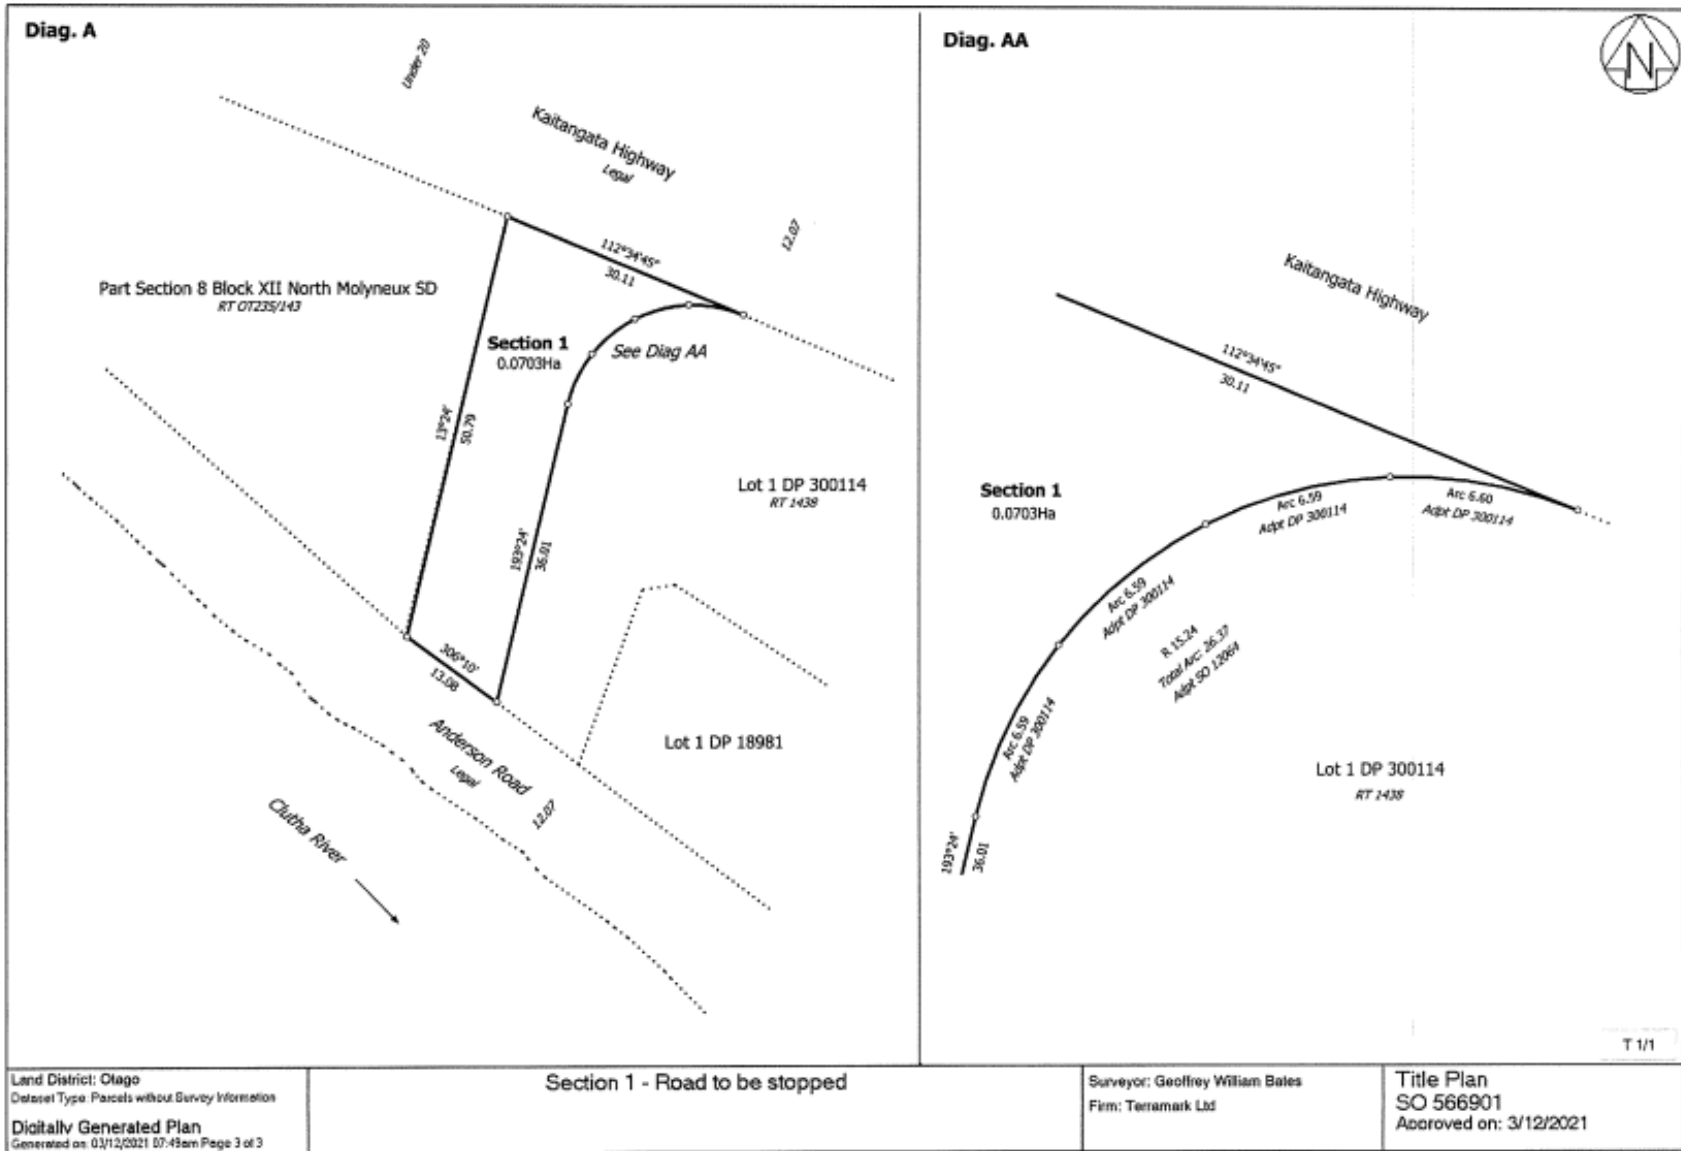 Diag. A
Under 20
Kaitangata Highway
Legal
12.07
112°34'45"
30.11
Part Section 8 Block XII North Molyneux SD
RT OT235/143
Section 1
0.0703Ha
See Diag AA
13°24'
50.79
Lot 1 DP 300114
RT 1438
193°24'
36.01
306°10'
13.08
Anderson Road
Legal
12.07
Lot 1 DP 18981
Clutha River
Diag. AA
N
Kaitangata Highway
112°34'45"
30.11
Section 1
0.0703Ha
Arc 6.59
Adpt DP 300114
Arc 6.60
Adpt DP 300114
Arc 6.59
Adpt DP 300114
R 15.24
Total Arc: 26.37
Adpt SO 12064
Arc 6.59
Adpt DP 300114
Lot 1 DP 300114
RT 1438
193°24'
36.01
T 1/1
Land District: Otago
Dataset Type: Parcels without Survey Information
Digitally Generated Plan
Generated on: 03/12/2021 07:49am Page 3 of 3
Section 1 - Road to be stopped
Surveyor: Geoffrey William Bates
Firm: Terramark Ltd
Title Plan
SO 566901
Approved on: 3/12/2021